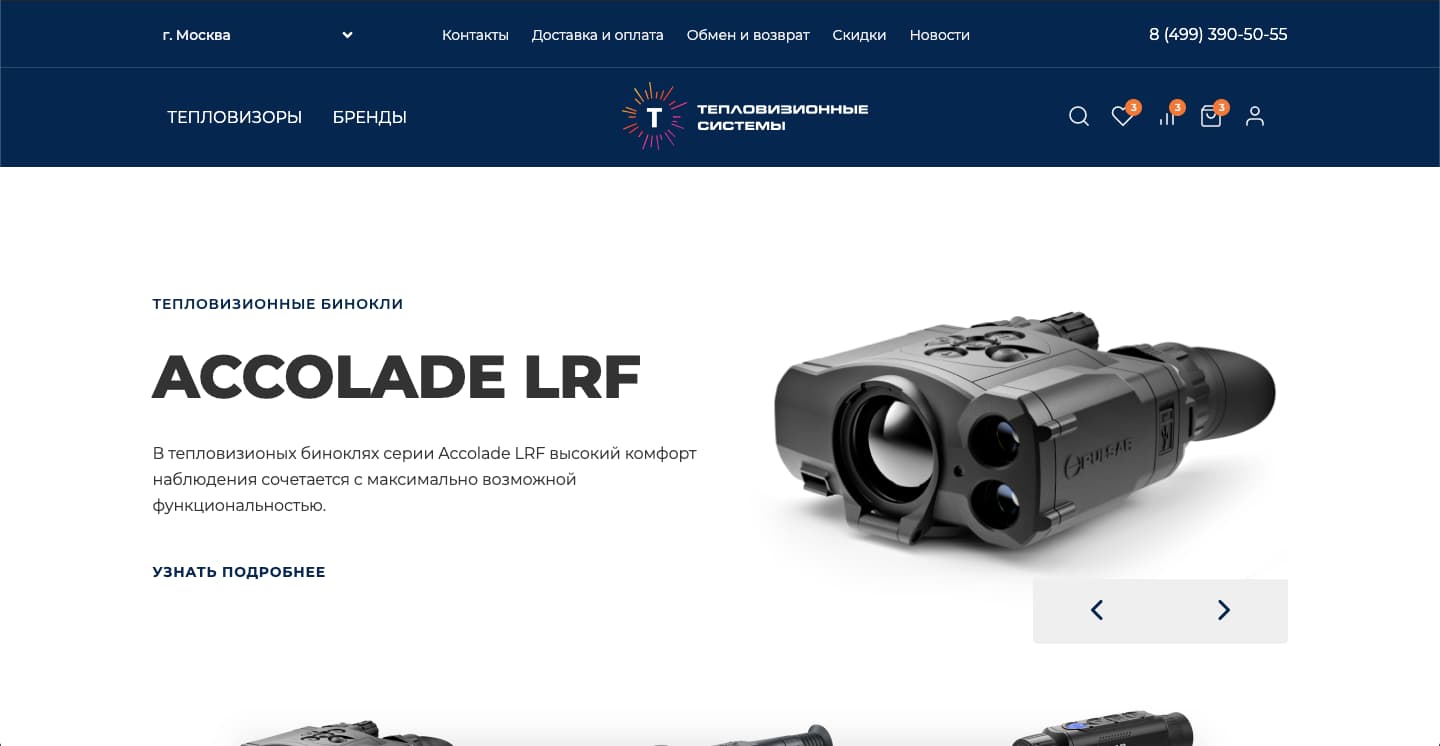 г. Москва
Контакты Доставка и оплата Обмен и возврат Скидки Новости
8 (499) 390-50-55
ТЕПЛОВИЗОРЫ БРЕНДЫ
Т
ТЕПЛОВИЗИОННЫЕ
СИСТЕМЫ
3 3 3
ТЕПЛОВИЗИОННЫЕ БИНОКЛИ
ACCOLADE LRF
В тепловизионых биноклях серии Accolade LRF высокий комфорт
наблюдения сочетается с максимально возможной
функциональностью.
УЗНАТЬ ПОДРОБНЕЕ
PULSAR